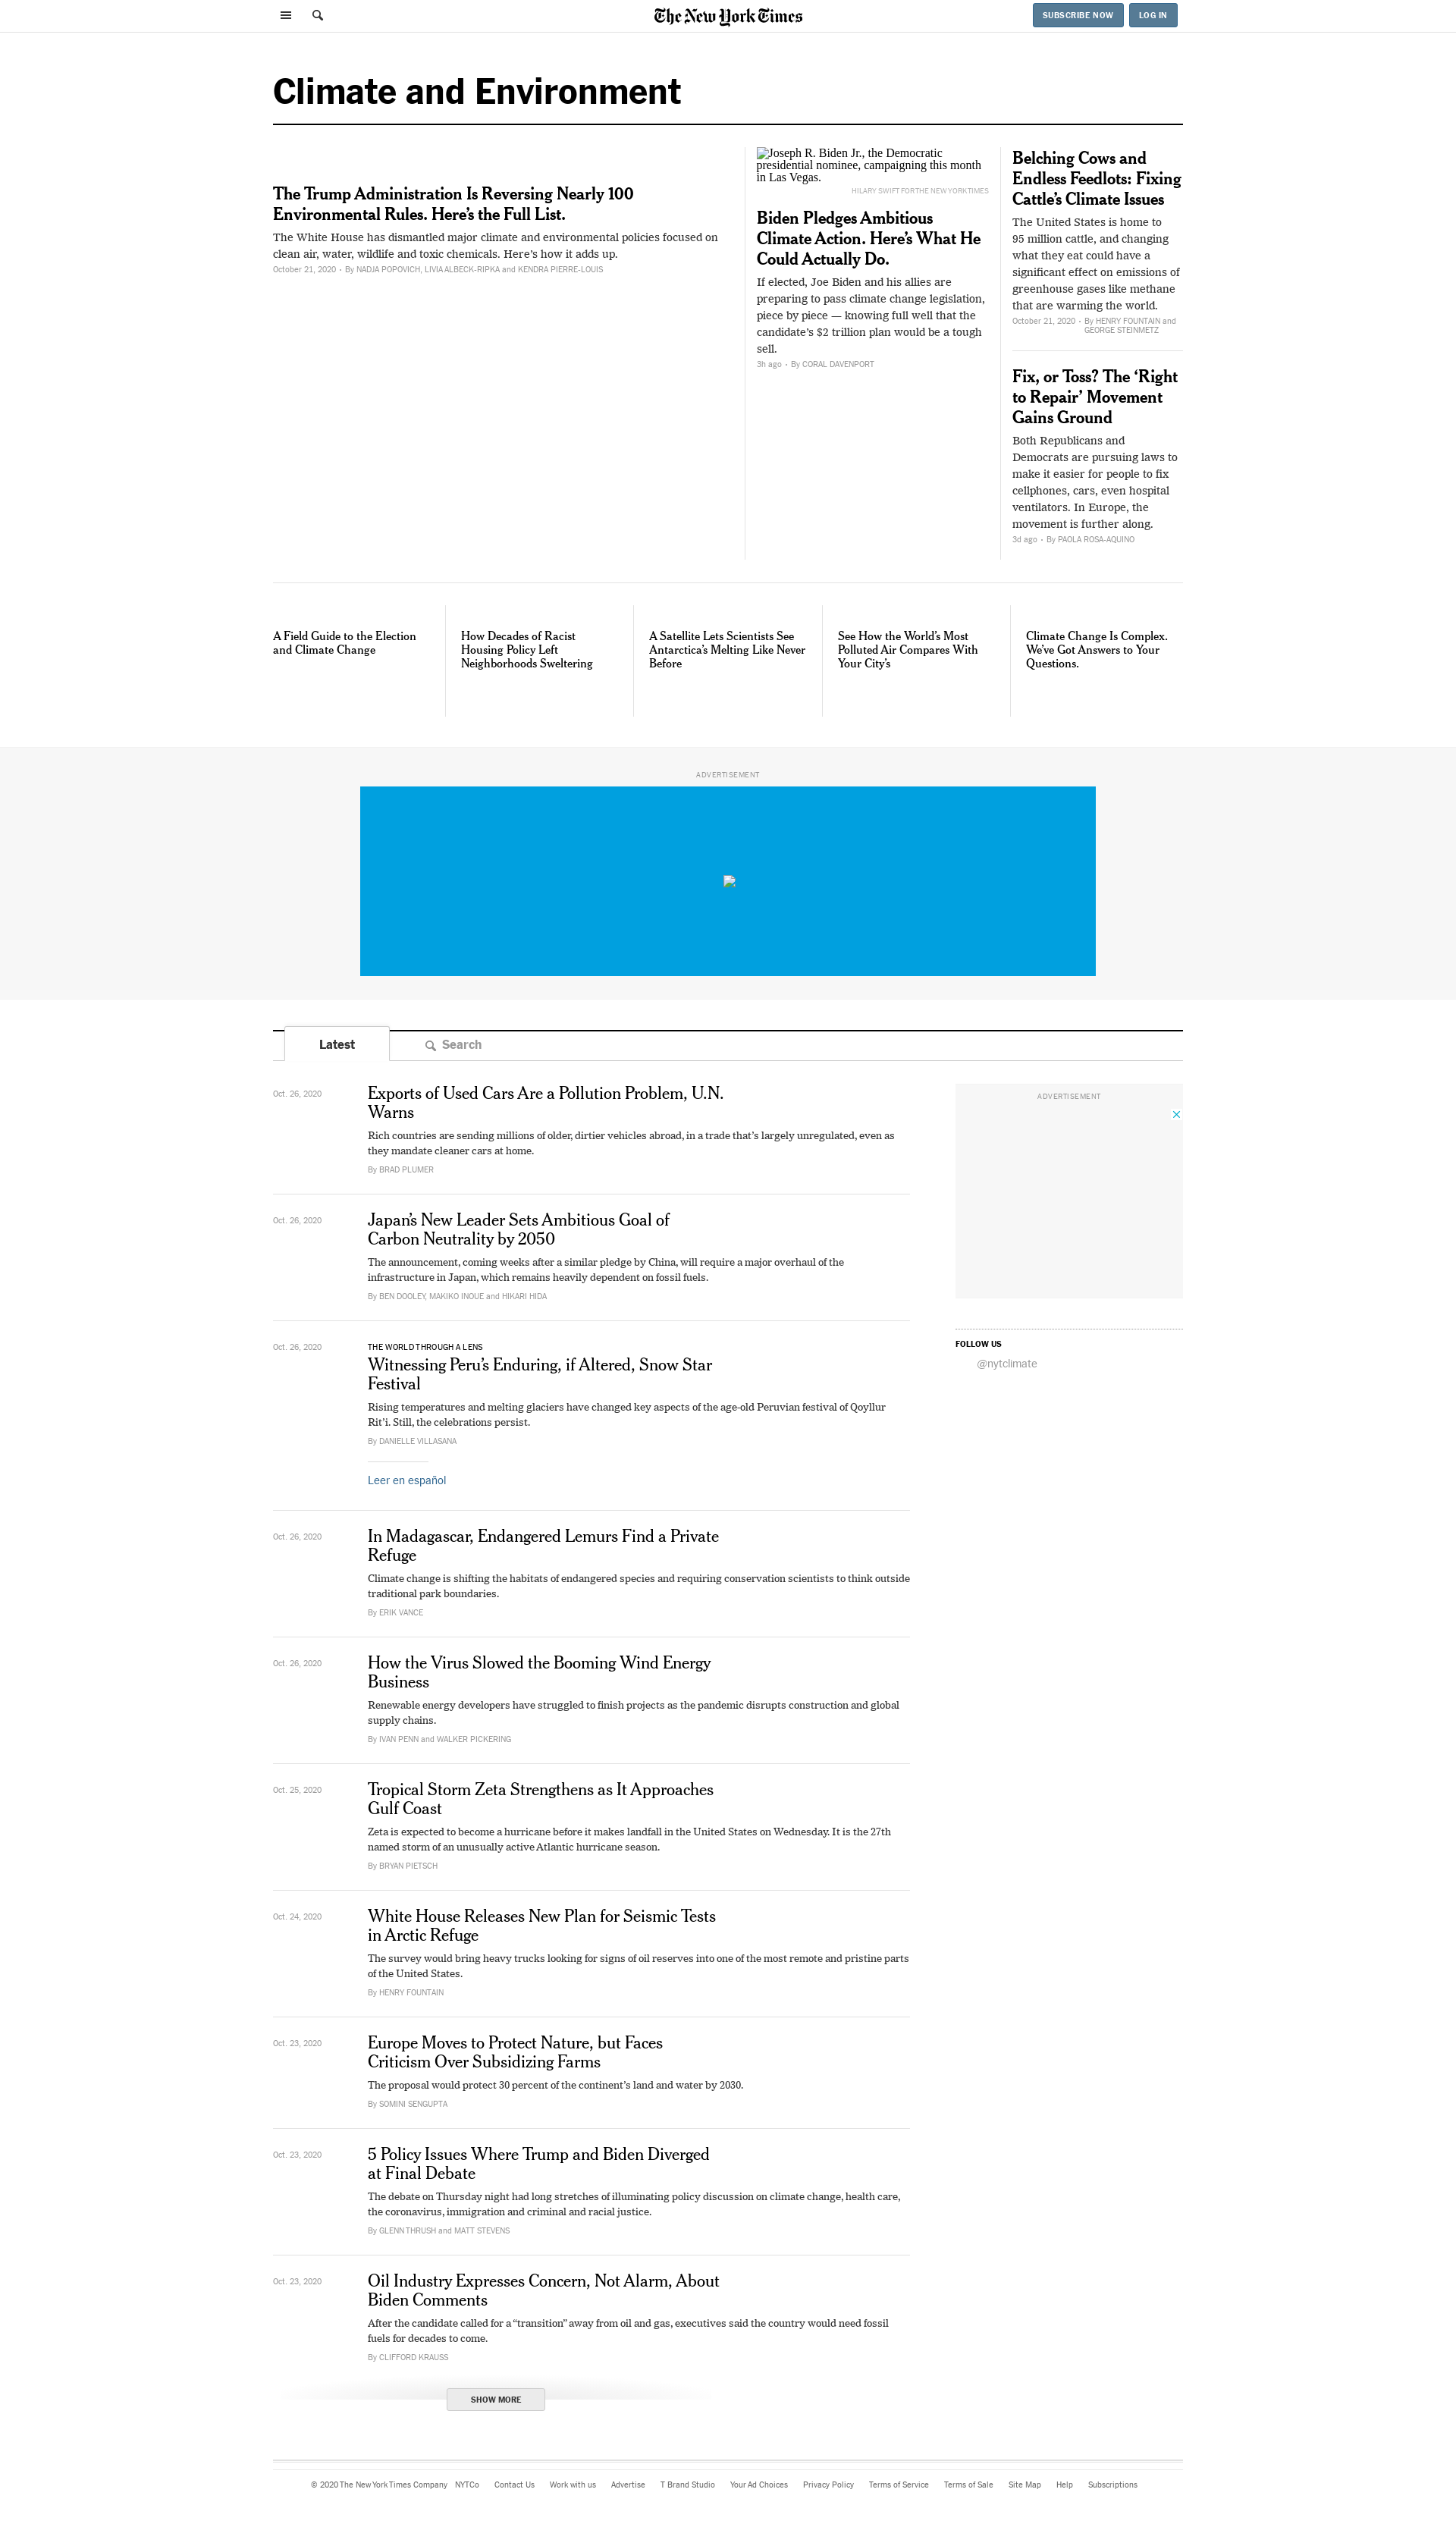 The New York Times
SUBSCRIBE NOW
LOG IN
Climate and Environment
The Trump Administration Is Reversing Nearly 100
Environmental Rules. Here’s the Full List.
The White House has dismantled major climate and environmental policies focused on
clean air, water, wildlife and toxic chemicals. Here’s how it adds up.
October 21, 2020 • By NADJA POPOVICH, LIVIA ALBECK-RIPKA and KENDRA PIERRE-LOUIS
Joseph R. Biden Jr., the Democratic
presidential nominee, campaigning this month
in Las Vegas.
HILARY SWIFT FOR THE NEW YORK TIMES
Biden Pledges Ambitious
Climate Action. Here’s What He
Could Actually Do.
If elected, Joe Biden and his allies are
preparing to pass climate change legislation,
piece by piece — knowing full well that the
candidate’s $2 trillion plan would be a tough
sell.
3h ago • By CORAL DAVENPORT
Belching Cows and
Endless Feedlots: Fixing
Cattle’s Climate Issues
The United States is home to
95 million cattle, and changing
what they eat could have a
significant effect on emissions of
greenhouse gases like methane
that are warming the world.
October 21, 2020 • By HENRY FOUNTAIN and
GEORGE STEINMETZ
Fix, or Toss? The ‘Right
to Repair’ Movement
Gains Ground
Both Republicans and
Democrats are pursuing laws to
make it easier for people to fix
cellphones, cars, even hospital
ventilators. In Europe, the
movement is further along.
3d ago • By PAOLA ROSA-AQUINO
A Field Guide to the Election
and Climate Change
How Decades of Racist
Housing Policy Left
Neighborhoods Sweltering
A Satellite Lets Scientists See
Antarctica’s Melting Like Never
Before
See How the World’s Most
Polluted Air Compares With
Your City’s
Climate Change Is Complex.
We’ve Got Answers to Your
Questions.
ADVERTISEMENT
Latest
Search
Oct. 26, 2020
Exports of Used Cars Are a Pollution Problem, U.N.
Warns
Rich countries are sending millions of older, dirtier vehicles abroad, in a trade that’s largely unregulated, even as
they mandate cleaner cars at home.
By BRAD PLUMER
ADVERTISEMENT
Oct. 26, 2020
Japan’s New Leader Sets Ambitious Goal of
Carbon Neutrality by 2050
The announcement, coming weeks after a similar pledge by China, will require a major overhaul of the
infrastructure in Japan, which remains heavily dependent on fossil fuels.
By BEN DOOLEY, MAKIKO INOUE and HIKARI HIDA
FOLLOW US
@nytclimate
Oct. 26, 2020
THE WORLD THROUGH A LENS
Witnessing Peru’s Enduring, if Altered, Snow Star
Festival
Rising temperatures and melting glaciers have changed key aspects of the age-old Peruvian festival of Qoyllur
Rit’i. Still, the celebrations persist.
By DANIELLE VILLASANA
Leer en español
Oct. 26, 2020
In Madagascar, Endangered Lemurs Find a Private
Refuge
Climate change is shifting the habitats of endangered species and requiring conservation scientists to think outside
traditional park boundaries.
By ERIK VANCE
Oct. 26, 2020
How the Virus Slowed the Booming Wind Energy
Business
Renewable energy developers have struggled to finish projects as the pandemic disrupts construction and global
supply chains.
By IVAN PENN and WALKER PICKERING
Oct. 25, 2020
Tropical Storm Zeta Strengthens as It Approaches
Gulf Coast
Zeta is expected to become a hurricane before it makes landfall in the United States on Wednesday. It is the 27th
named storm of an unusually active Atlantic hurricane season.
By BRYAN PIETSCH
Oct. 24, 2020
White House Releases New Plan for Seismic Tests
in Arctic Refuge
The survey would bring heavy trucks looking for signs of oil reserves into one of the most remote and pristine parts
of the United States.
By HENRY FOUNTAIN
Oct. 23, 2020
Europe Moves to Protect Nature, but Faces
Criticism Over Subsidizing Farms
The proposal would protect 30 percent of the continent’s land and water by 2030.
By SOMINI SENGUPTA
Oct. 23, 2020
5 Policy Issues Where Trump and Biden Diverged
at Final Debate
The debate on Thursday night had long stretches of illuminating policy discussion on climate change, health care,
the coronavirus, immigration and criminal and racial justice.
By GLENN THRUSH and MATT STEVENS
Oct. 23, 2020
Oil Industry Expresses Concern, Not Alarm, About
Biden Comments
After the candidate called for a “transition” away from oil and gas, executives said the country would need fossil
fuels for decades to come.
By CLIFFORD KRAUSS
SHOW MORE
© 2020 The New York Times Company NYTCo Contact Us Work with us Advertise T Brand Studio Your Ad Choices Privacy Policy Terms of Service Terms of Sale Site Map Help Subscriptions